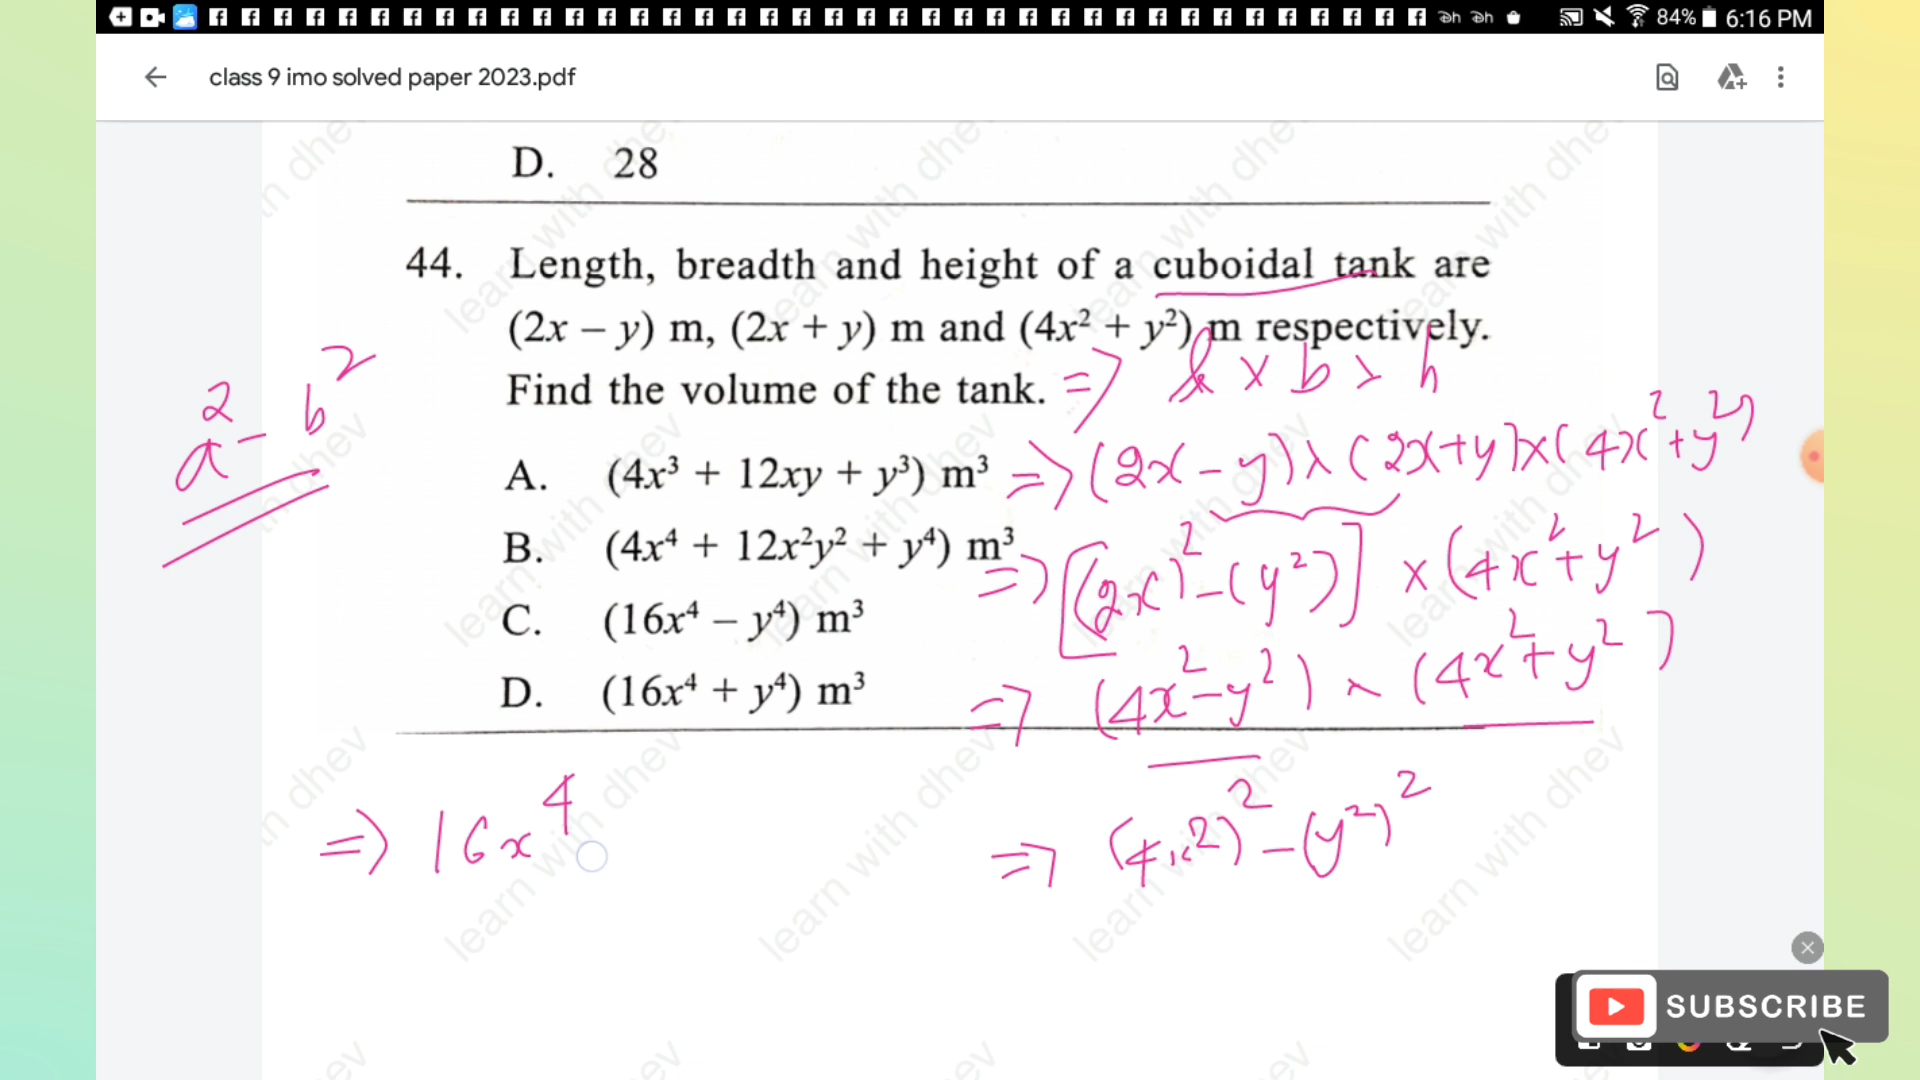 84% 6:16 PM
class 9 imo solved paper 2023.pdf
D. 28
44. Length, breadth and height of a cuboidal tank are
(2x – y) m, (2x + y) m and (4x² + y²) m respectively.
Find the volume of the tank. ⇒ l × b × h
A. (4x³ + 12xy + y³) m³ ⇒ (2x – y) × (2x+y) × (4x²+y²)
B. (4x⁴ + 12x²y² + y⁴) m³ ⇒ [(2x)² – (y²)] × (4x²+y²)
C. (16x⁴ – y⁴) m³
D. (16x⁴ + y⁴) m³ ⇒ (4x²–y²) × (4x²+y²)
a² – b²
⇒ 16x⁴
⇒ (4x²)² – (y²)²
learn with dhev
SUBSCRIBE